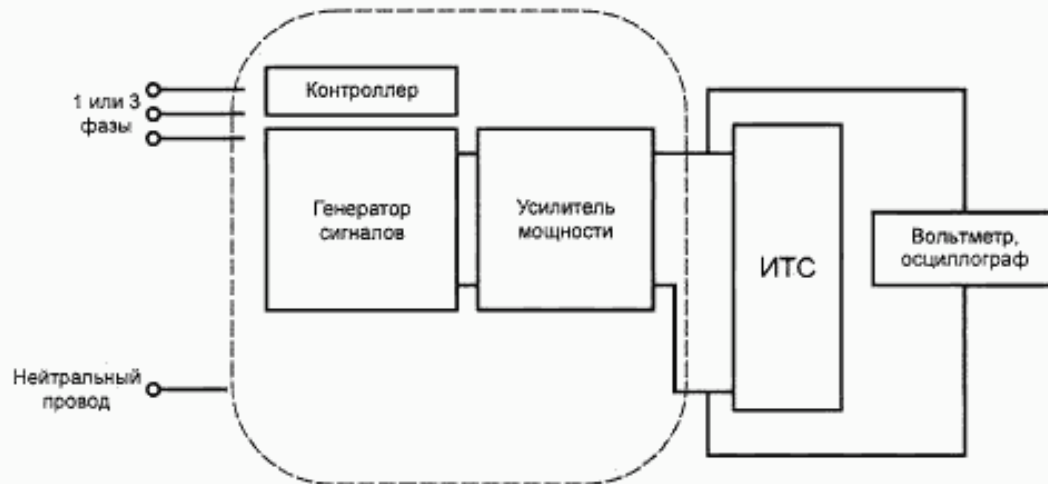 Контроллер
1 или 3
фазы
Генератор
сигналов
Усилитель
мощности
ИТС
Вольтметр,
осциллограф
Нейтральный
провод